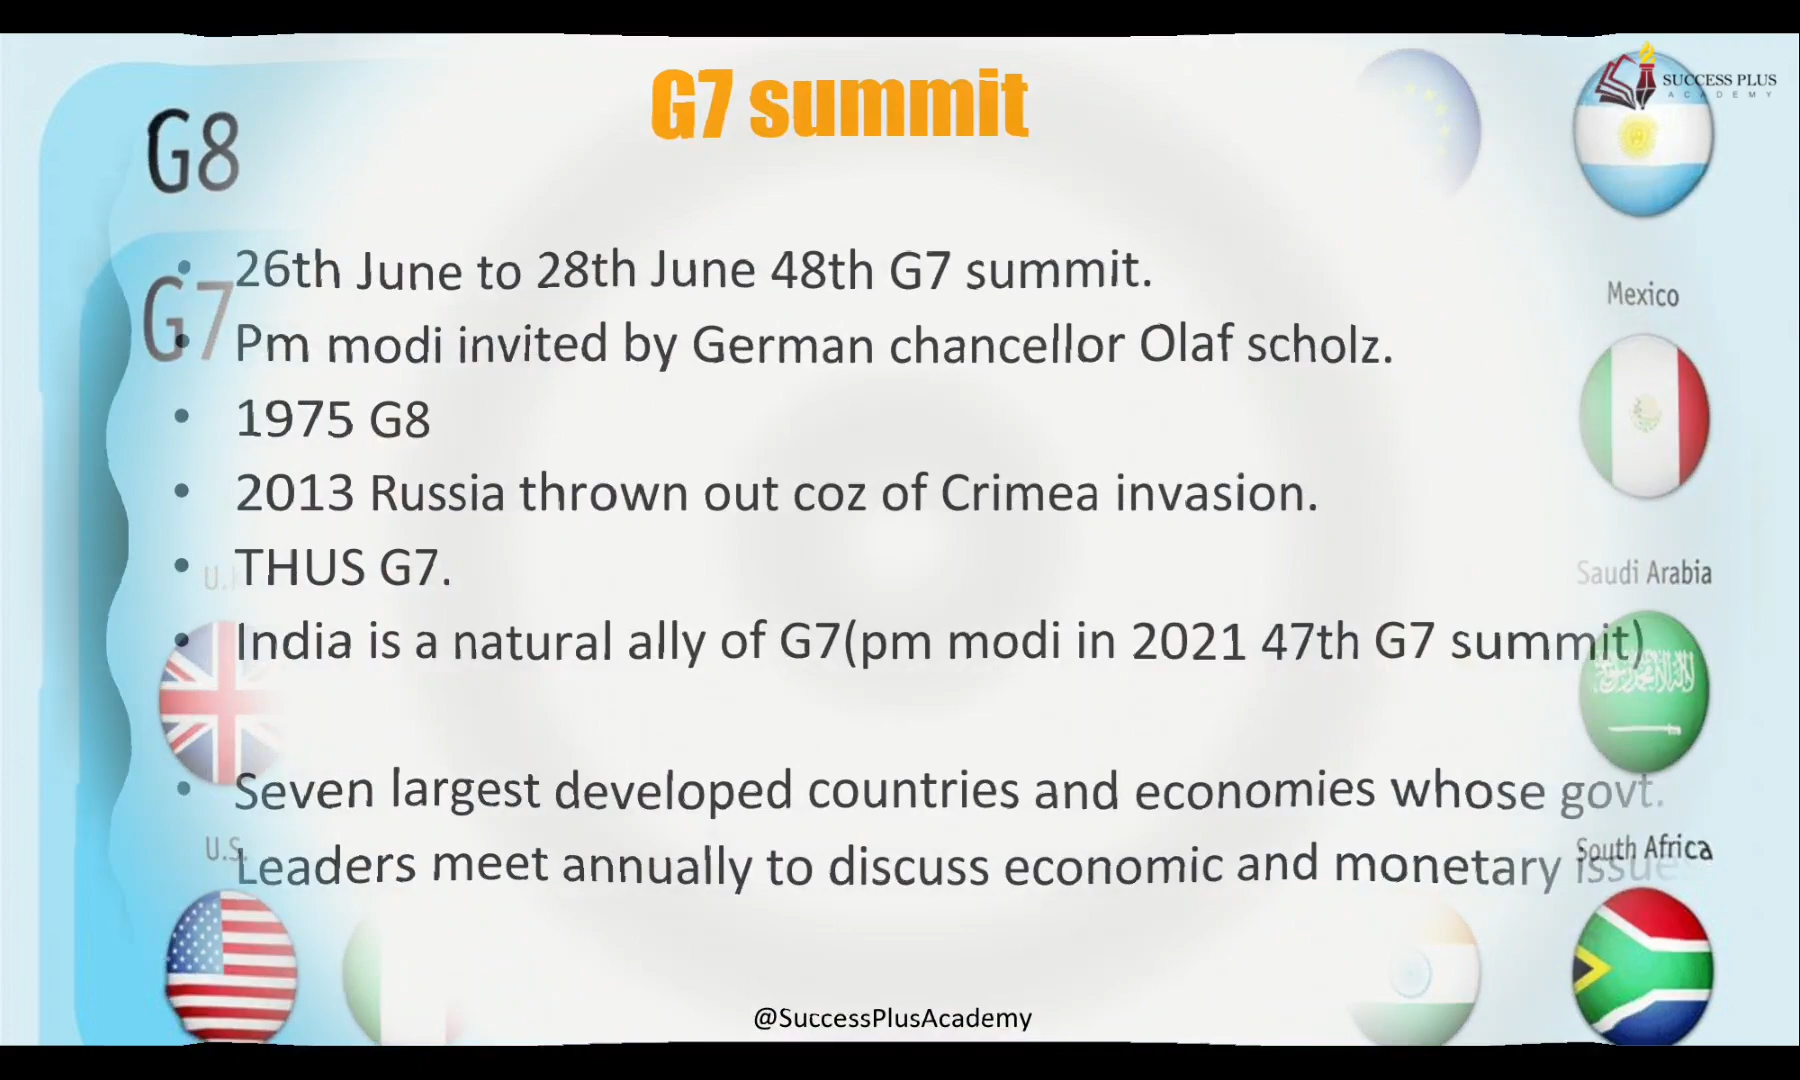 G7 summit
SUCCESS PLUS
ACADEMY
G8
G7
• 26th June to 28th June 48th G7 summit.
• Pm modi invited by German chancellor Olaf scholz.
• 1975 G8
• 2013 Russia thrown out coz of Crimea invasion.
• THUS G7.
• India is a natural ally of G7(pm modi in 2021 47th G7 summit)
• Seven largest developed countries and economies whose govt.
Leaders meet annually to discuss economic and monetary issues
Mexico
Saudi Arabia
South Africa
U.S.
@SuccessPlusAcademy